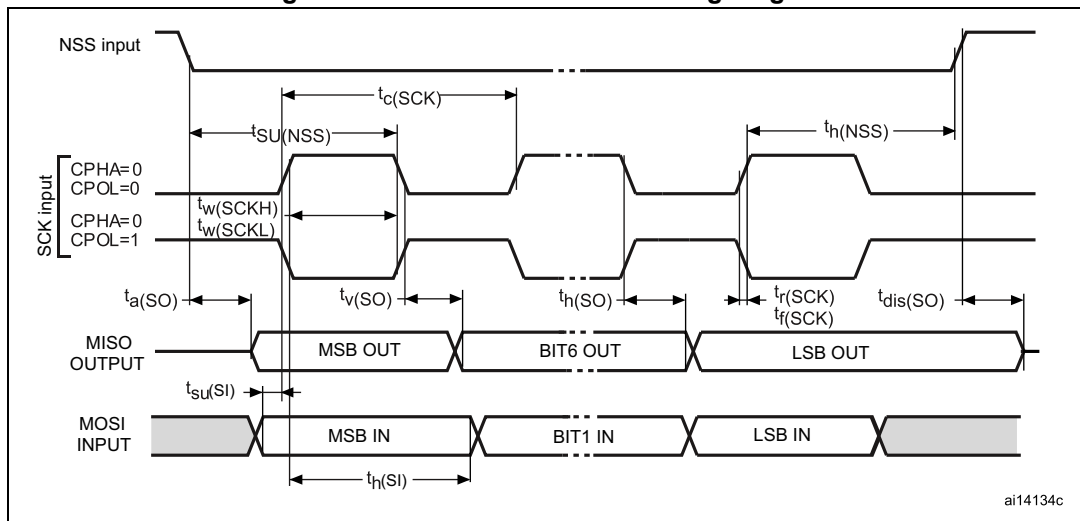 NSS input
tc(SCK)
tSU(NSS)
th(NSS)
SCK input
CPHA=0
CPOL=0
tw(SCKH)
CPHA=0
tw(SCKL)
CPOL=1
ta(SO)
tv(SO)
th(SO)
tr(SCK)
tf(SCK)
tdis(SO)
MISO
OUTPUT
MSB OUT
BIT6 OUT
LSB OUT
tsu(SI)
MOSI
INPUT
MSB IN
BIT1 IN
LSB IN
th(SI)
ai14134c